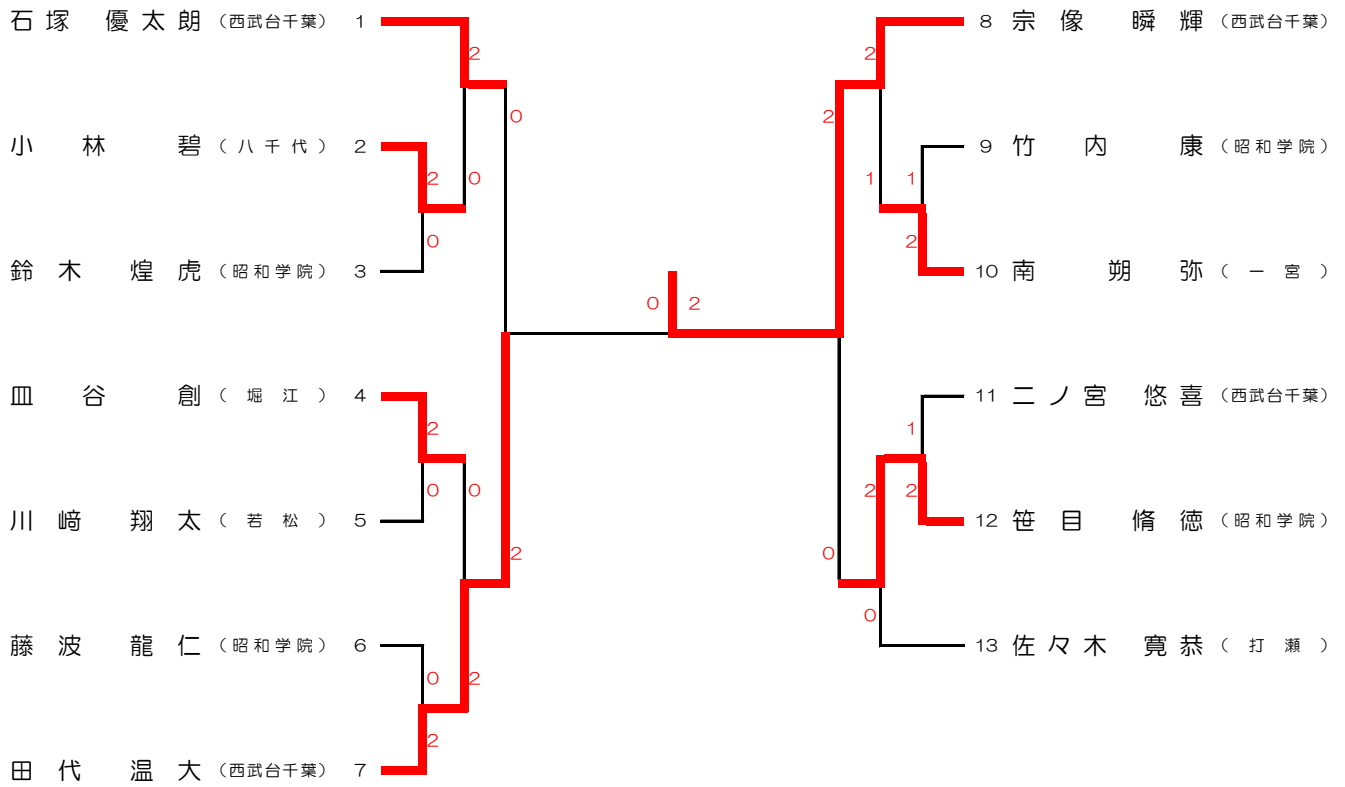 石塚 優太朗 (西武台千葉) 1
8 宗像 瞬輝 (西武台千葉)
2
2
0
2
小林 碧 (八千代) 2
9 竹内 康 (昭和学院)
2
0
1
1
0
2
鈴木 煌虎 (昭和学院) 3
10 南 朔弥 (一宮)
0
2
皿谷 創 (堀江) 4
11 二ノ宮 悠喜 (西武台千葉)
2
1
0
0
2
2
川﨑 翔太 (若松) 5
12 笹目 脩徳 (昭和学院)
2
0
0
藤波 龍仁 (昭和学院) 6
13 佐々木 寛恭 (打瀬)
0
2
2
田代 温大 (西武台千葉) 7